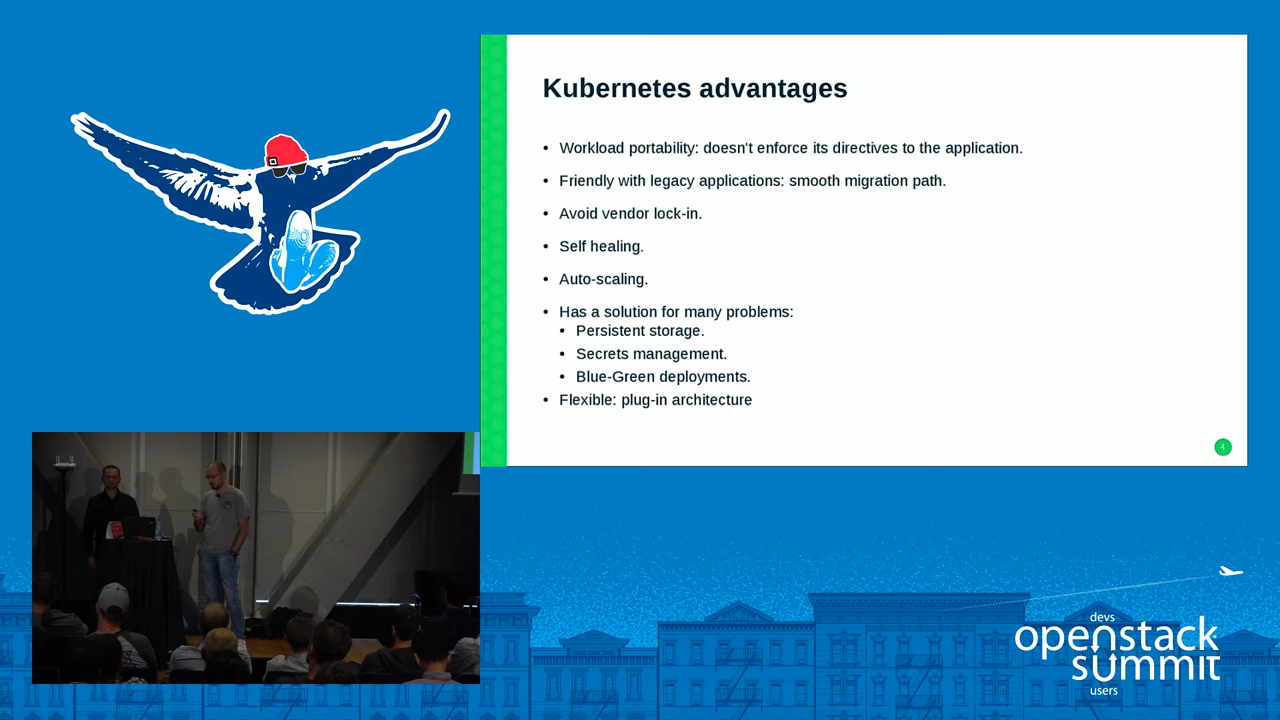 Kubernetes advantages
• Workload portability: doesn't enforce its directives to the application.
• Friendly with legacy applications: smooth migration path.
• Avoid vendor lock-in.
• Self healing.
• Auto-scaling.
• Has a solution for many problems:
• Persistent storage.
• Secrets management.
• Blue-Green deployments.
• Flexible: plug-in architecture
4
devs
openstack
summit
users